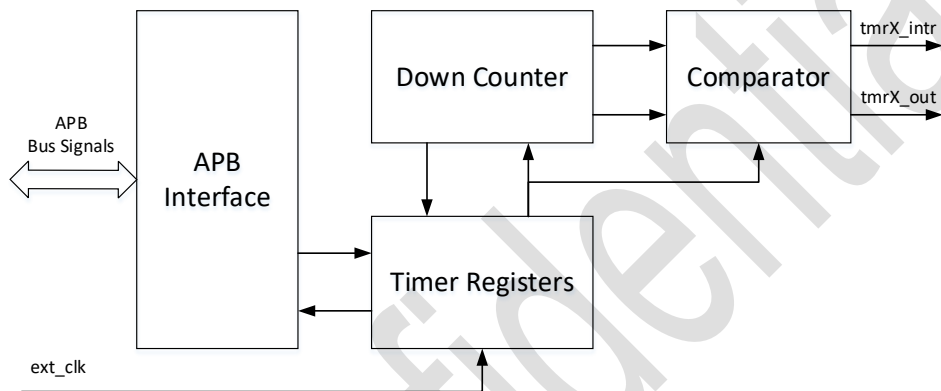 tmrX_intr
Down Counter
Comparator
tmrX_out
APB
Bus Signals
APB
Interface
Timer Registers
ext_clk